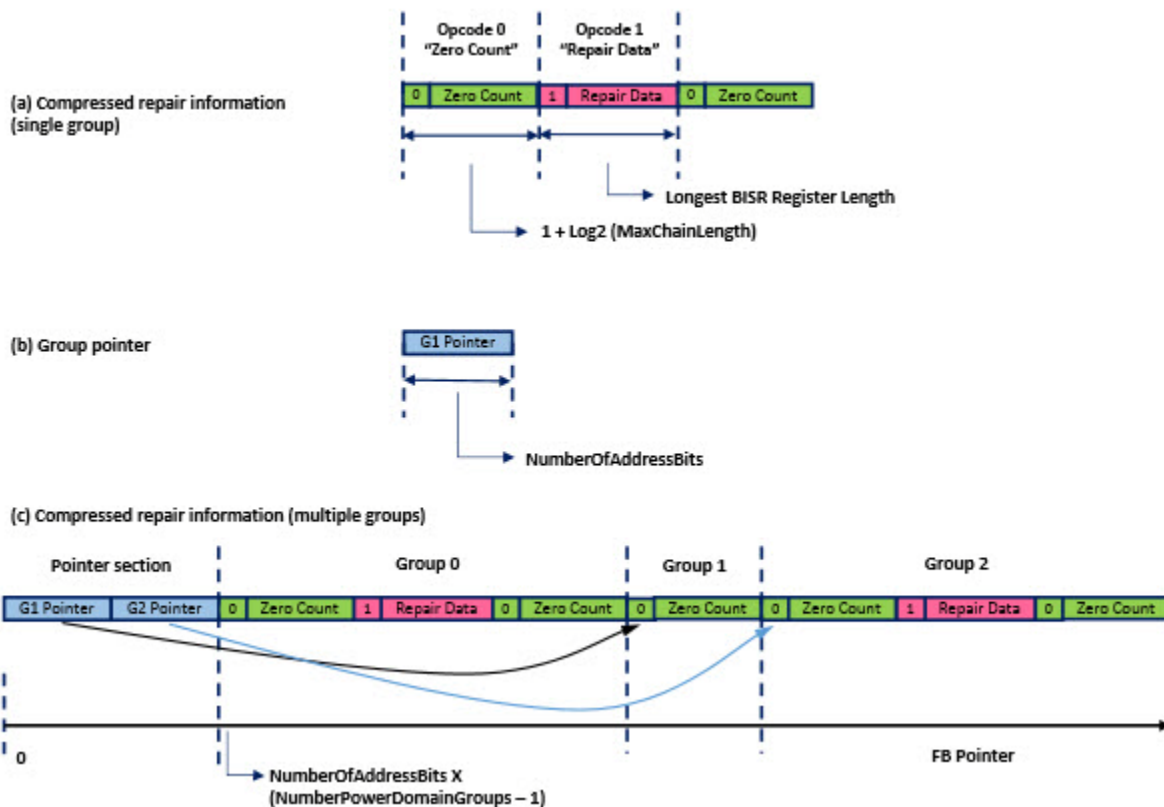 Opcode 0
“Zero Count”
Opcode 1
“Repair Data”
(a) Compressed repair information
(single group)
0 Zero Count 1 Repair Data 0 Zero Count
Longest BISR Register Length
1 + Log2 (MaxChainLength)
(b) Group pointer
G1 Pointer
NumberOfAddressBits
(c) Compressed repair information (multiple groups)
Pointer section Group 0 Group 1 Group 2
G1 Pointer G2 Pointer 0 Zero Count 1 Repair Data 0 Zero Count 0 Zero Count 0 Zero Count 1 Repair Data 0 Zero Count
0 FB Pointer
NumberOfAddressBits X
(NumberPowerDomainGroups – 1)